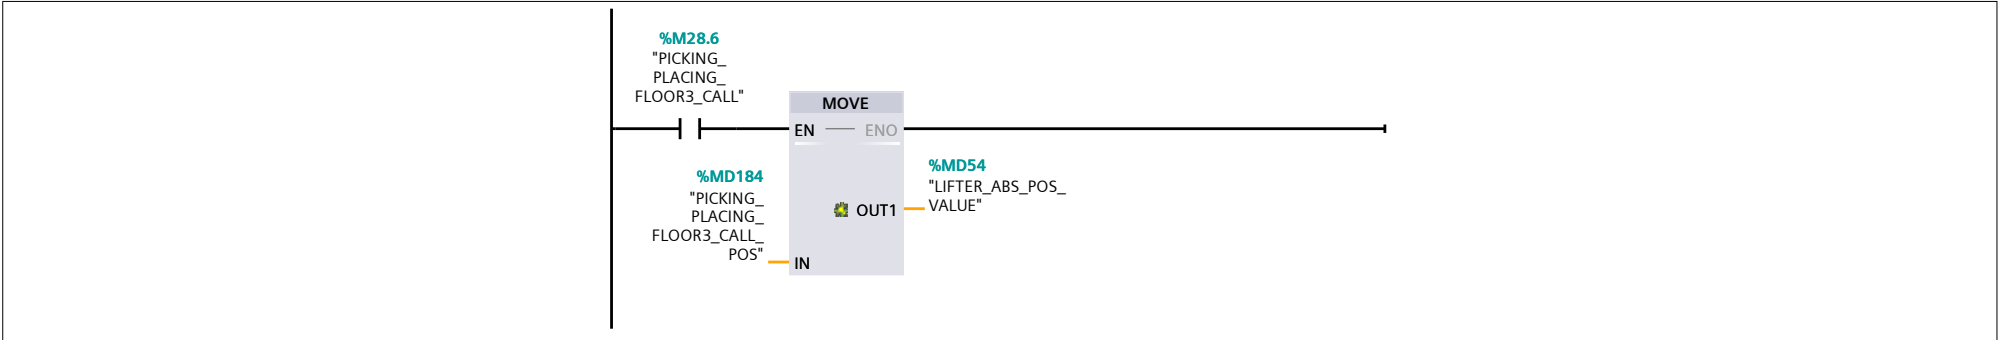 %M28.6
"PICKING_
PLACING_
FLOOR3_CALL"
MOVE
EN
ENO
%MD184
"PICKING_
PLACING_
FLOOR3_CALL_
POS"
IN
OUT1
%MD54
"LIFTER_ABS_POS_
VALUE"